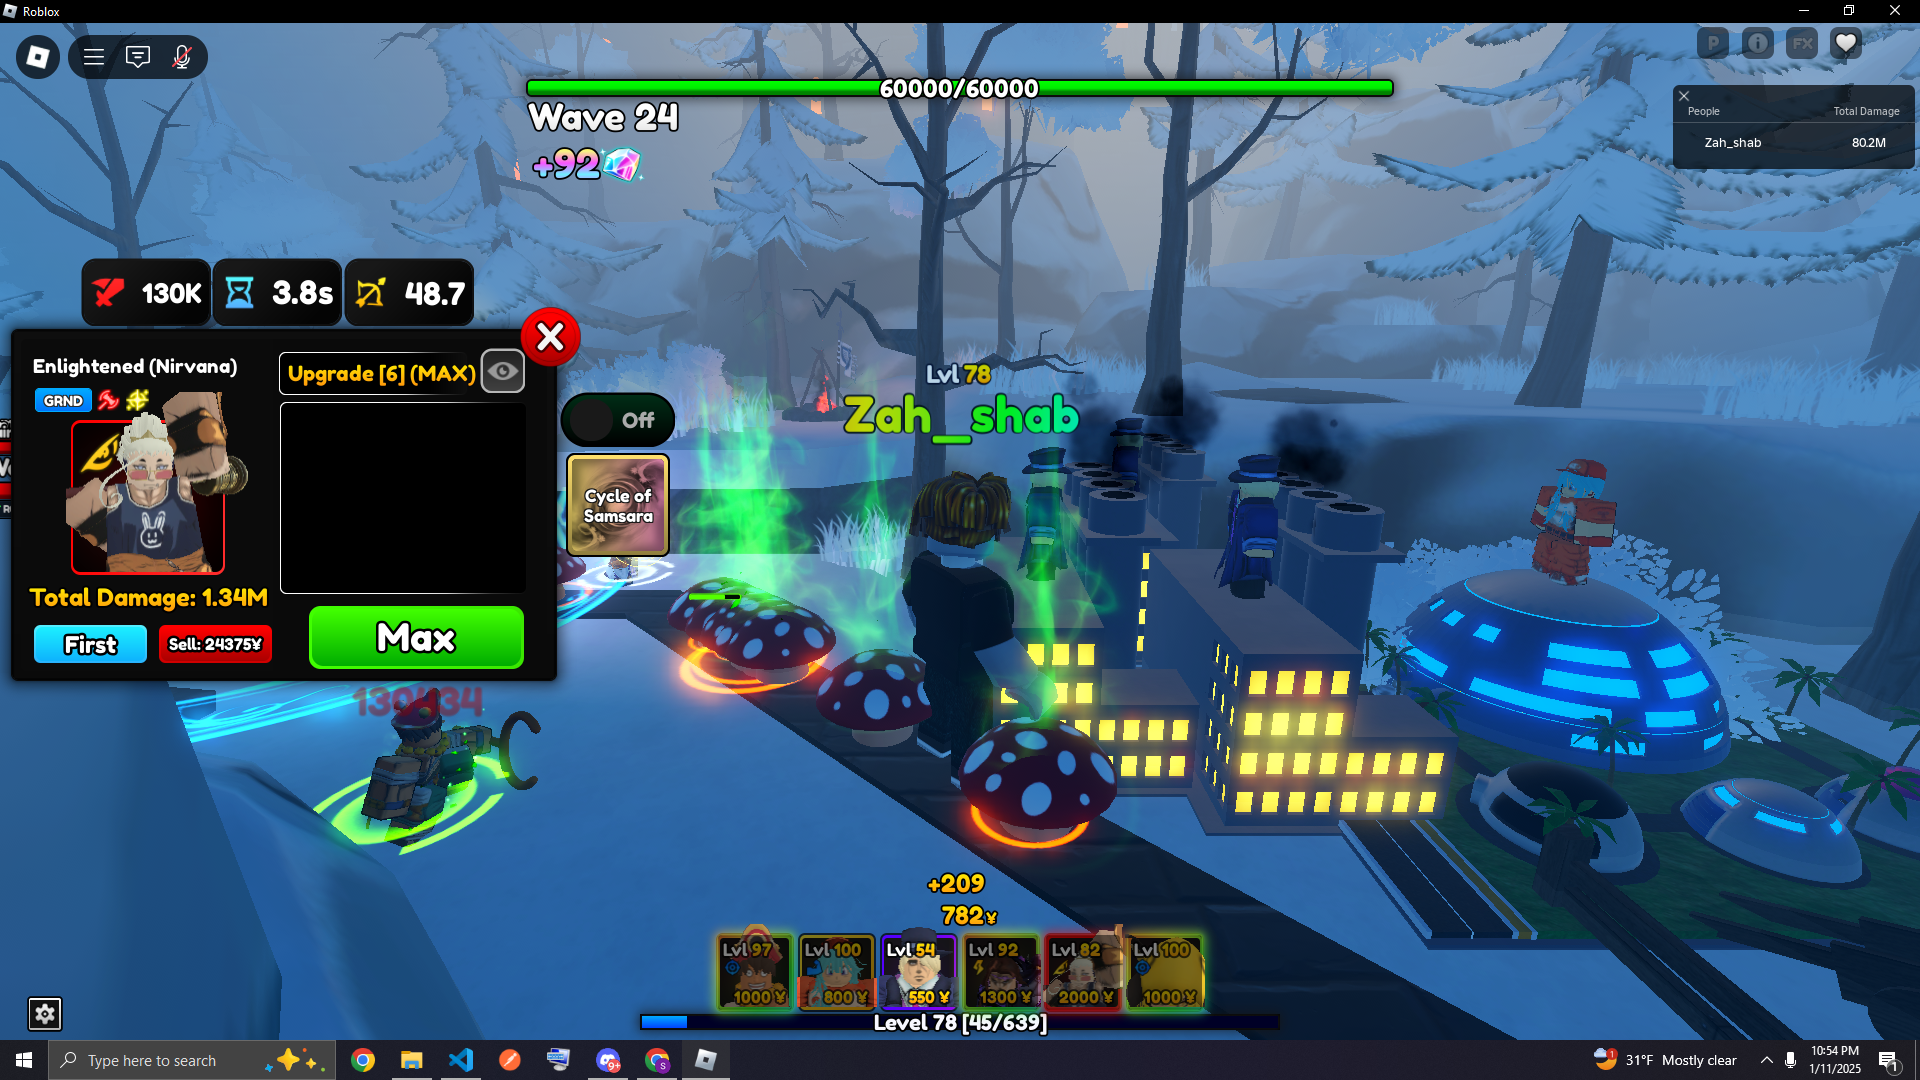 Roblox
60000/60000
Wave 24
+92
P
FX
People Total Damage
Zah_shab 80.2M
130K
3.8s
48.7
Enlightened (Nirvana)
Upgrade [6] (MAX)
GRND
Off
Cycle of
Samsara
Total Damage: 1.34M
First
Sell: 24375¥
Max
Lvl 78
Zah_shab
+209
782¥
Lvl 97
1000 ¥
Lvl 100
800 ¥
Lvl 54
550 ¥
Lvl 92
1300 ¥
Lvl 82
2000 ¥
Lvl 100
1000 ¥
Level 78 [45/639]
Type here to search
9+
S
31°F Mostly clear
10:54 PM
1/11/2025
1